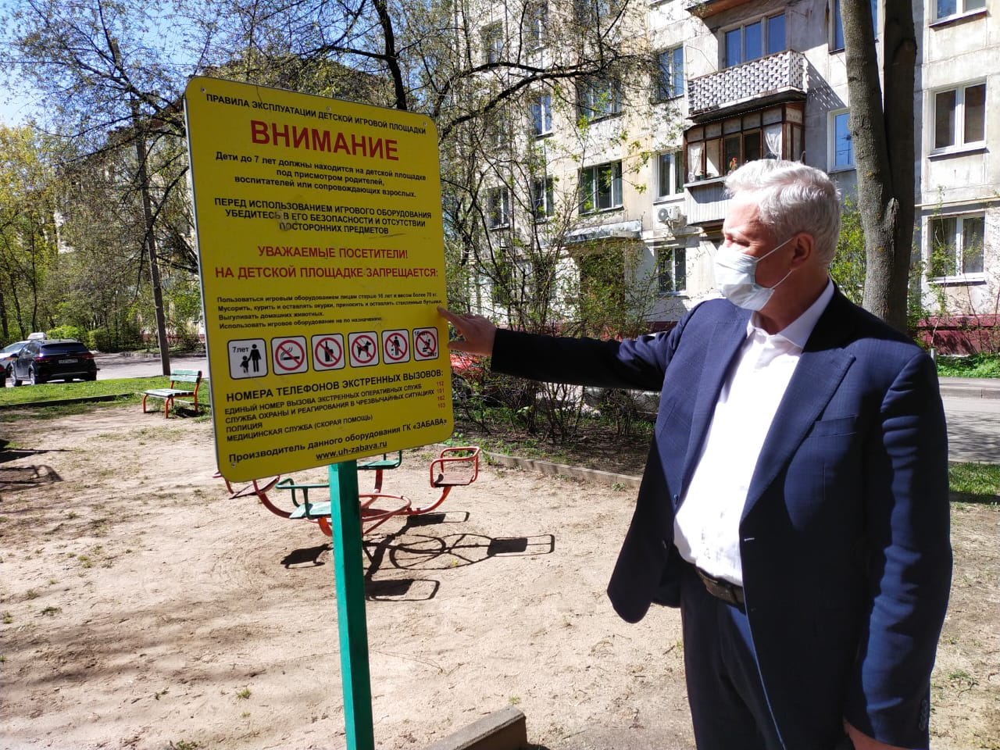 ПРАВИЛА ЭКСПЛУАТАЦИИ ДЕТСКОЙ ИГРОВОЙ ПЛОЩАДКИ
ВНИМАНИЕ
Дети до 7 лет должны находится на детской площадке
под присмотром родителей,
воспитателей или сопровождающих взрослых.
ПЕРЕД ИСПОЛЬЗОВАНИЕМ ИГРОВОГО ОБОРУДОВАНИЯ
УБЕДИТЕСЬ В ЕГО БЕЗОПАСНОСТИ И ОТСУТСТВИИ
ПОСТОРОННИХ ПРЕДМЕТОВ
УВАЖАЕМЫЕ ПОСЕТИТЕЛИ!
НА ДЕТСКОЙ ПЛОЩАДКЕ ЗАПРЕЩАЕТСЯ:
Пользоваться игровым оборудованием лицам старше 16 лет и весом более 70 кг.
Мусорить, курить и оставлять окурки, приносить и оставлять стеклянные бутылки.
Выгуливать домашних животных.
Использовать игровое оборудование не по назначению.
7лет
НОМЕРА ТЕЛЕФОНОВ ЭКСТРЕННЫХ ВЫЗОВОВ:
ЕДИНЫЙ НОМЕР ВЫЗОВА ЭКСТРЕННЫХ ОПЕРАТИВНЫХ СЛУЖБ 112
СЛУЖБА ОХРАНЫ И РЕАГИРОВАНИЯ В ЧРЕЗВЫЧАЙНЫХ СИТУАЦИЯХ 101
ПОЛИЦИЯ 102
МЕДИЦИНСКАЯ СЛУЖБА (СКОРАЯ ПОМОЩЬ) 103
Производитель данного оборудования ГК «ЗАБАВА»
www.uh-zabava.ru